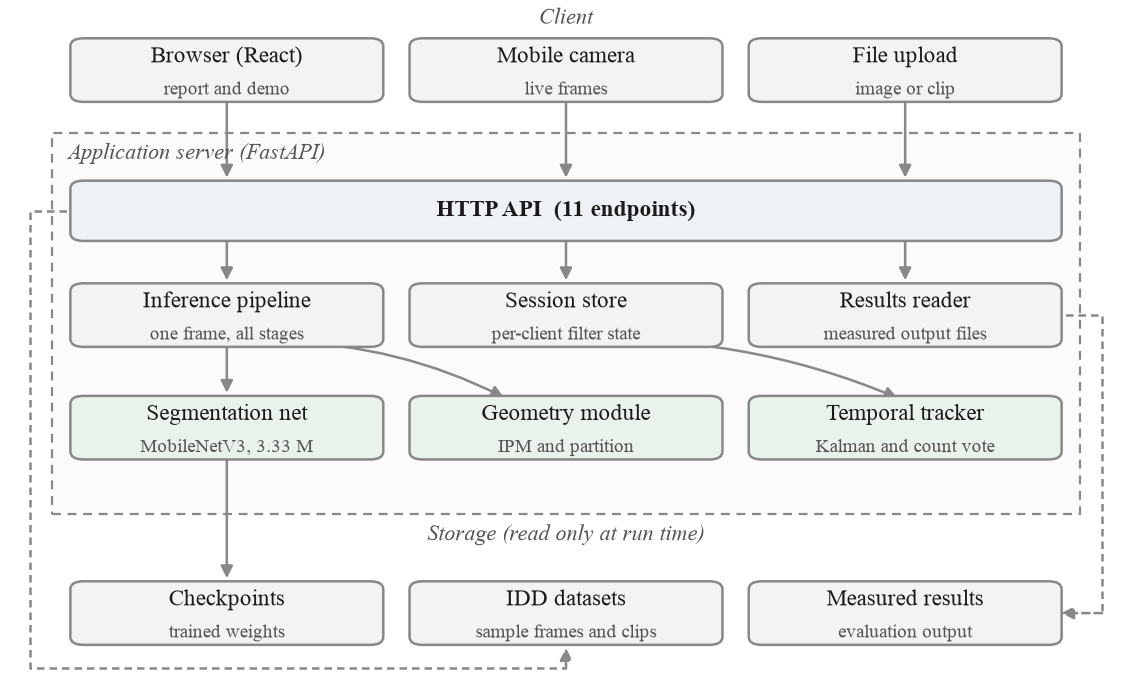 Client
Browser (React)
report and demo
Mobile camera
live frames
File upload
image or clip
Application server (FastAPI)
HTTP API (11 endpoints)
Inference pipeline
one frame, all stages
Session store
per-client filter state
Results reader
measured output files
Segmentation net
MobileNetV3, 3.33 M
Geometry module
IPM and partition
Temporal tracker
Kalman and count vote
Storage (read only at run time)
Checkpoints
trained weights
IDD datasets
sample frames and clips
Measured results
evaluation output